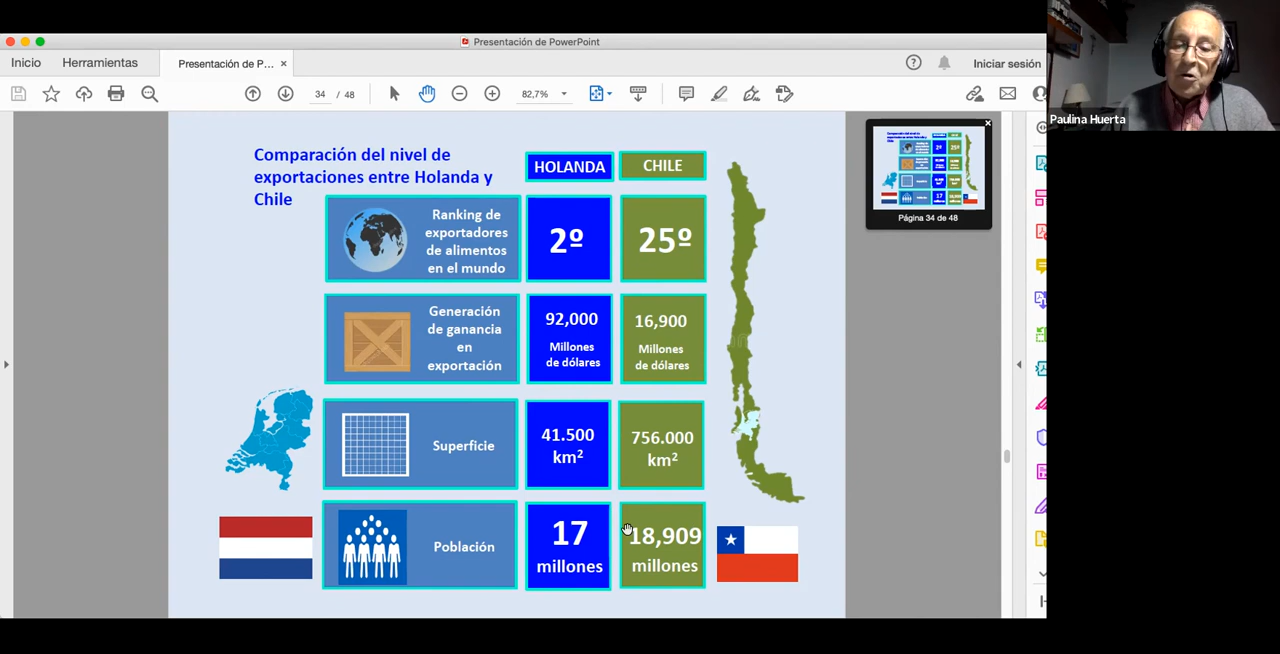 Presentación de PowerPoint
Inicio
Herramientas
Presentación de P...
Iniciar sesión
34 / 48
82,7%
Paulina Huerta
Comparación del nivel de
exportaciones entre Holanda y
Chile
HOLANDA
CHILE
Ranking de
exportadores
de alimentos
en el mundo
2º
25º
Generación
de ganancia
en
exportación
92,000
Millones
de dólares
16,900
Millones
de dólares
Superficie
41.500
km²
756.000
km²
Población
17
millones
18,909
millones
Página 34 de 48